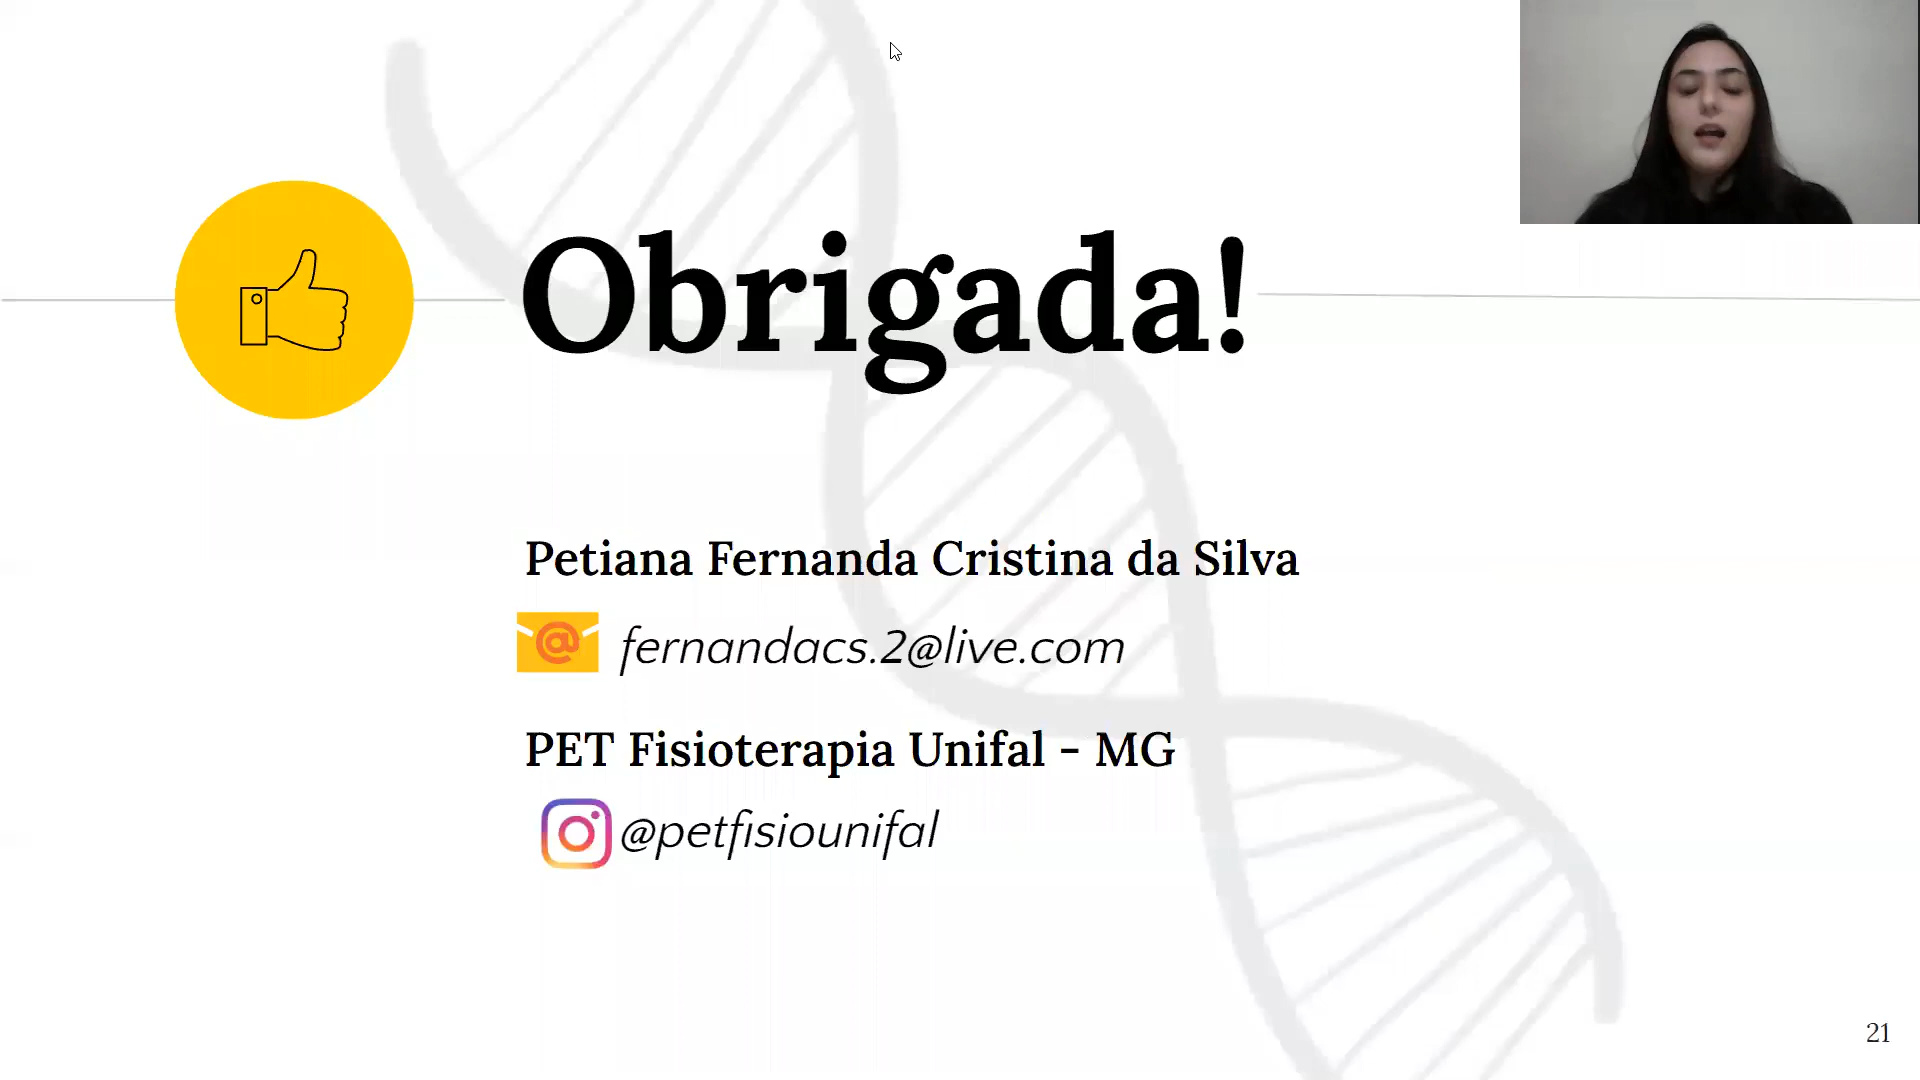 Obrigada!
Petiana Fernanda Cristina da Silva
fernandacs.2@live.com
PET Fisioterapia Unifal - MG
@petfisiounifal
21